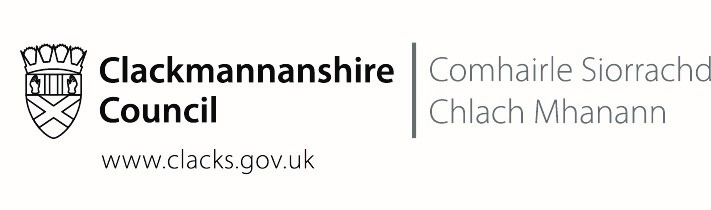 Clackmannanshire
Council
www.clacks.gov.uk
Comhairle Siorrachd
Chlach Mhanann